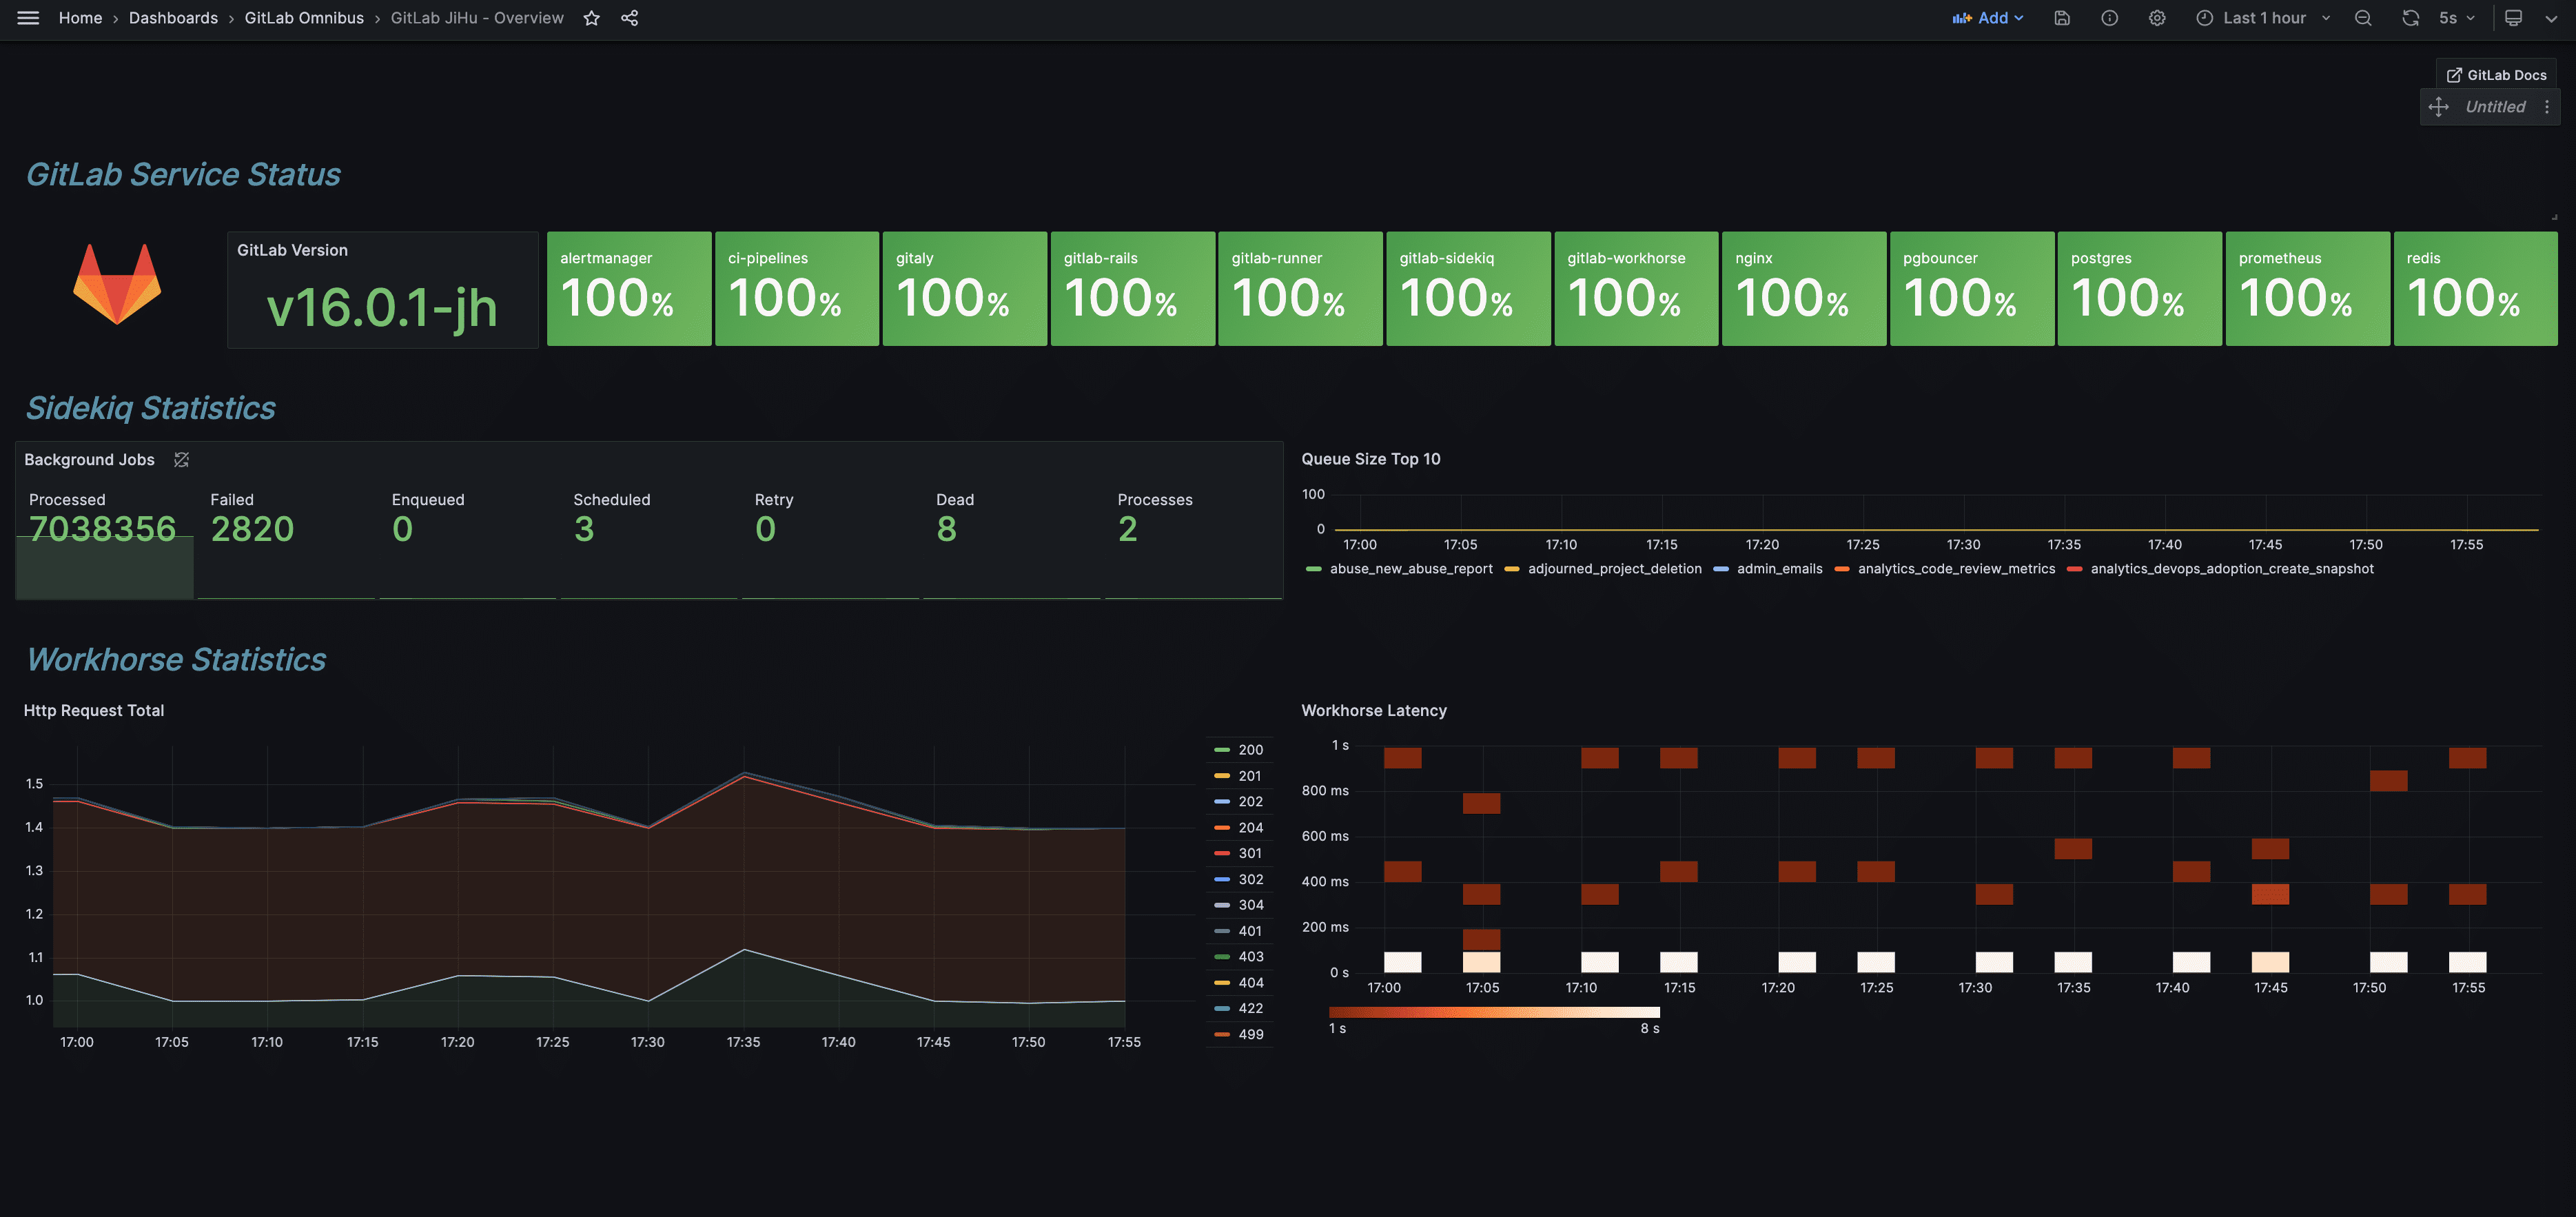 Home › Dashboards › GitLab Omnibus › GitLab JiHu - Overview
Add
Last 1 hour
5s
GitLab Docs
Untitled
GitLab Service Status
GitLab Version
v16.0.1-jh
alertmanager
100%
ci-pipelines
100%
gitaly
100%
gitlab-rails
100%
gitlab-runner
100%
gitlab-sidekiq
100%
gitlab-workhorse
100%
nginx
100%
pgbouncer
100%
postgres
100%
prometheus
100%
redis
100%
Sidekiq Statistics
Background Jobs
Processed
7038356
Failed
2820
Enqueued
0
Scheduled
3
Retry
0
Dead
8
Processes
2
Queue Size Top 10
100
0
17:00 17:05 17:10 17:15 17:20 17:25 17:30 17:35 17:40 17:45 17:50 17:55
abuse_new_abuse_report adjourned_project_deletion admin_emails analytics_code_review_metrics analytics_devops_adoption_create_snapshot
Workhorse Statistics
Http Request Total
1.5
1.4
1.3
1.2
1.1
1.0
17:00 17:05 17:10 17:15 17:20 17:25 17:30 17:35 17:40 17:45 17:50 17:55
200
201
202
204
301
302
304
401
403
404
422
499
Workhorse Latency
1 s
800 ms
600 ms
400 ms
200 ms
0 s
17:00 17:05 17:10 17:15 17:20 17:25 17:30 17:35 17:40 17:45 17:50 17:55
1 s 8 s